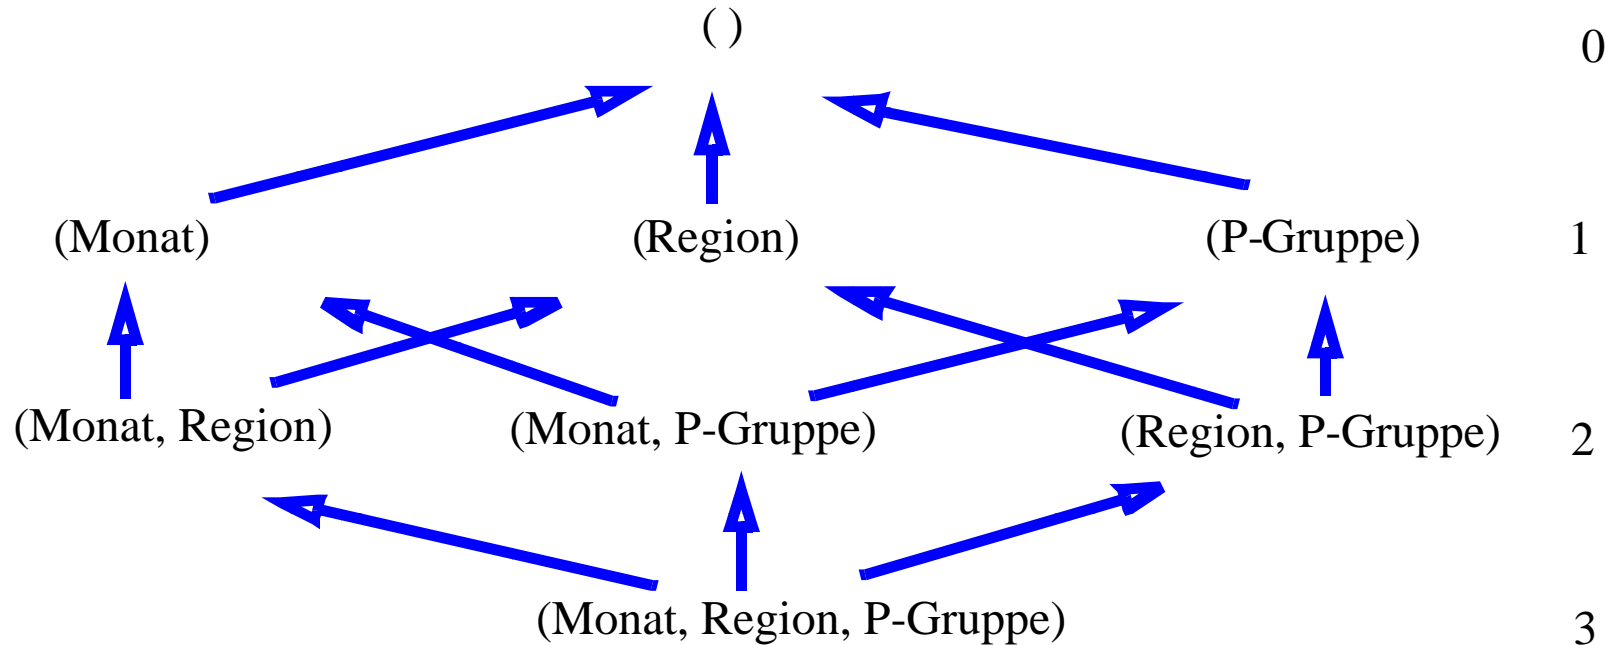 ( ) 0
(Monat) (Region) (P-Gruppe) 1
(Monat, Region) (Monat, P-Gruppe) (Region, P-Gruppe) 2
(Monat, Region, P-Gruppe) 3